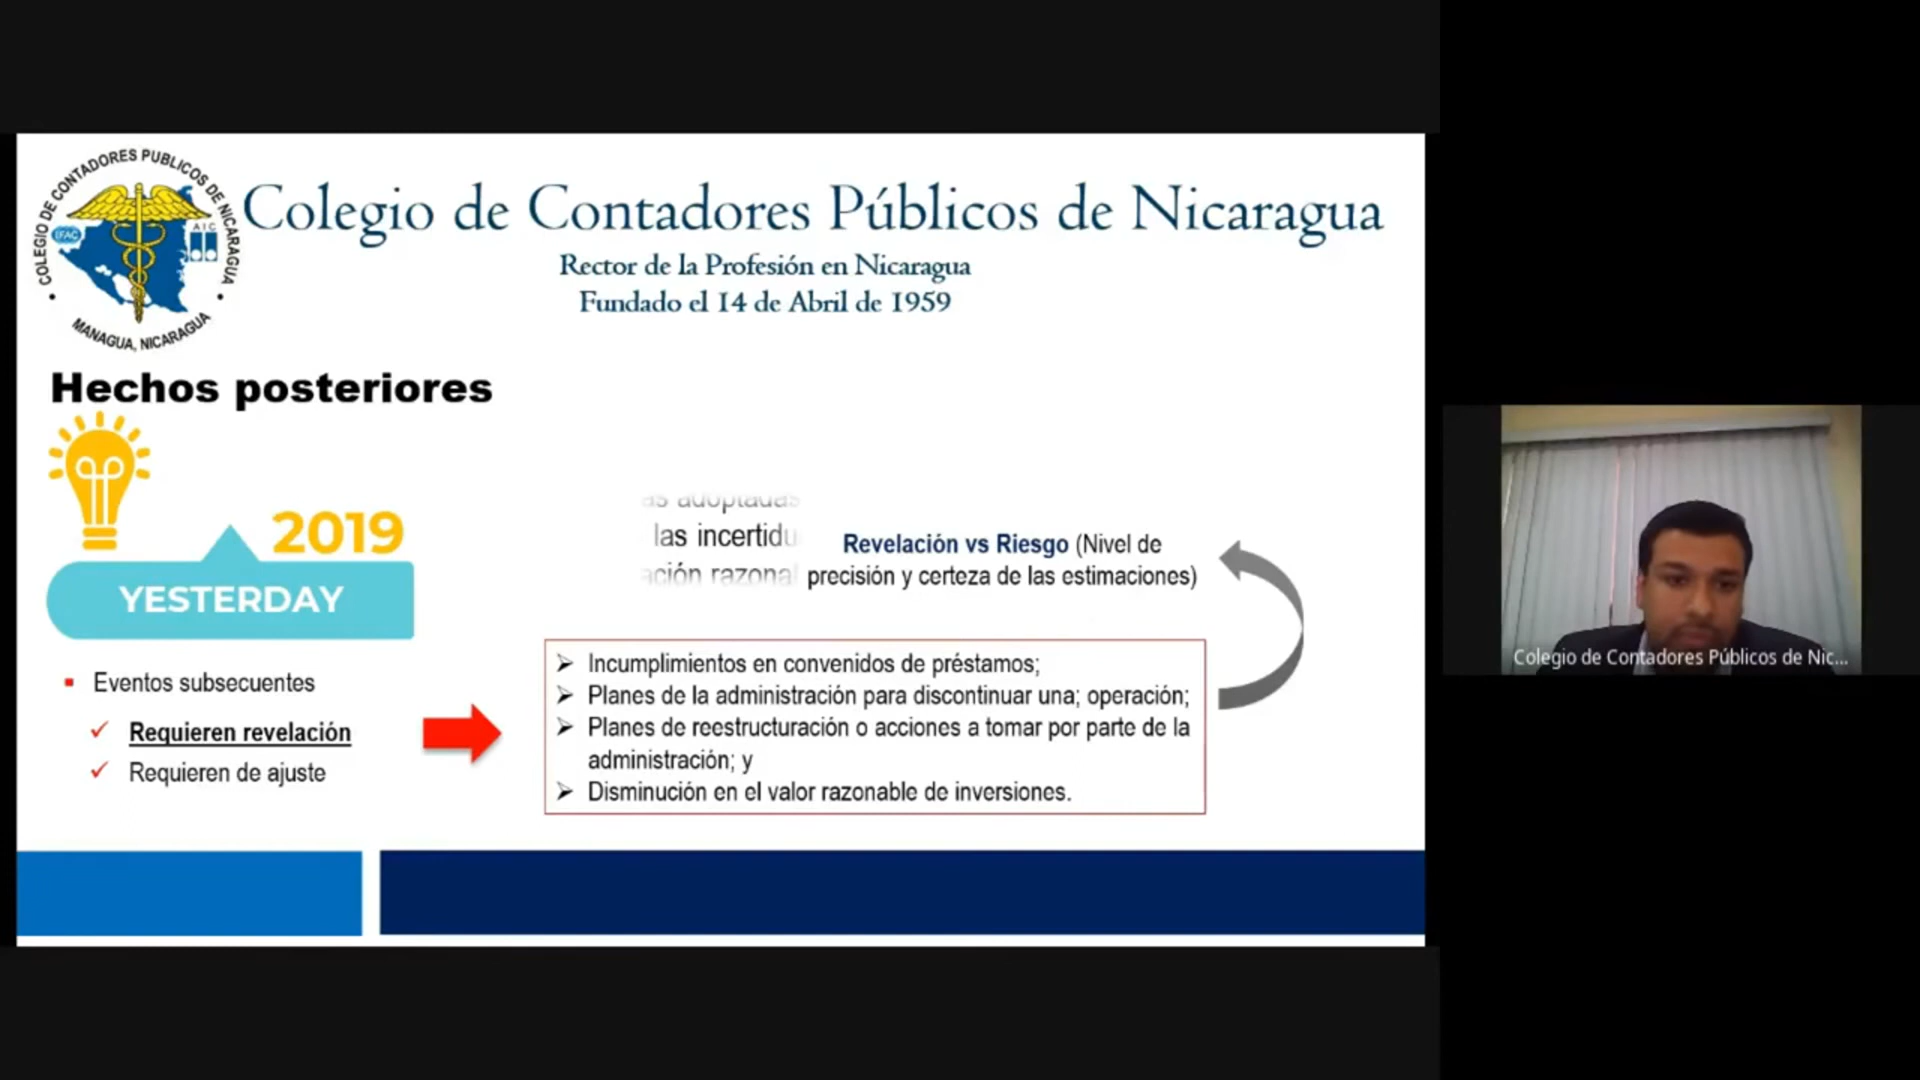 COLEGIO DE CONTADORES PUBLICOS DE NICARAGUA
MANAGUA, NICARAGUA
IFAC
AIC
Colegio de Contadores Públicos de Nicaragua
Rector de la Profesión en Nicaragua
Fundado el 14 de Abril de 1959
Hechos posteriores
2019
YESTERDAY
Eventos subsecuentes
Requieren revelación
Requieren de ajuste
as adoptadas
las incertidu
ación razonal
Revelación vs Riesgo (Nivel de
precisión y certeza de las estimaciones)
Incumplimientos en convenidos de préstamos;
Planes de la administración para discontinuar una; operación;
Planes de reestructuración o acciones a tomar por parte de la
administración; y
Disminución en el valor razonable de inversiones.
Colegio de Contadores Públicos de Nic...